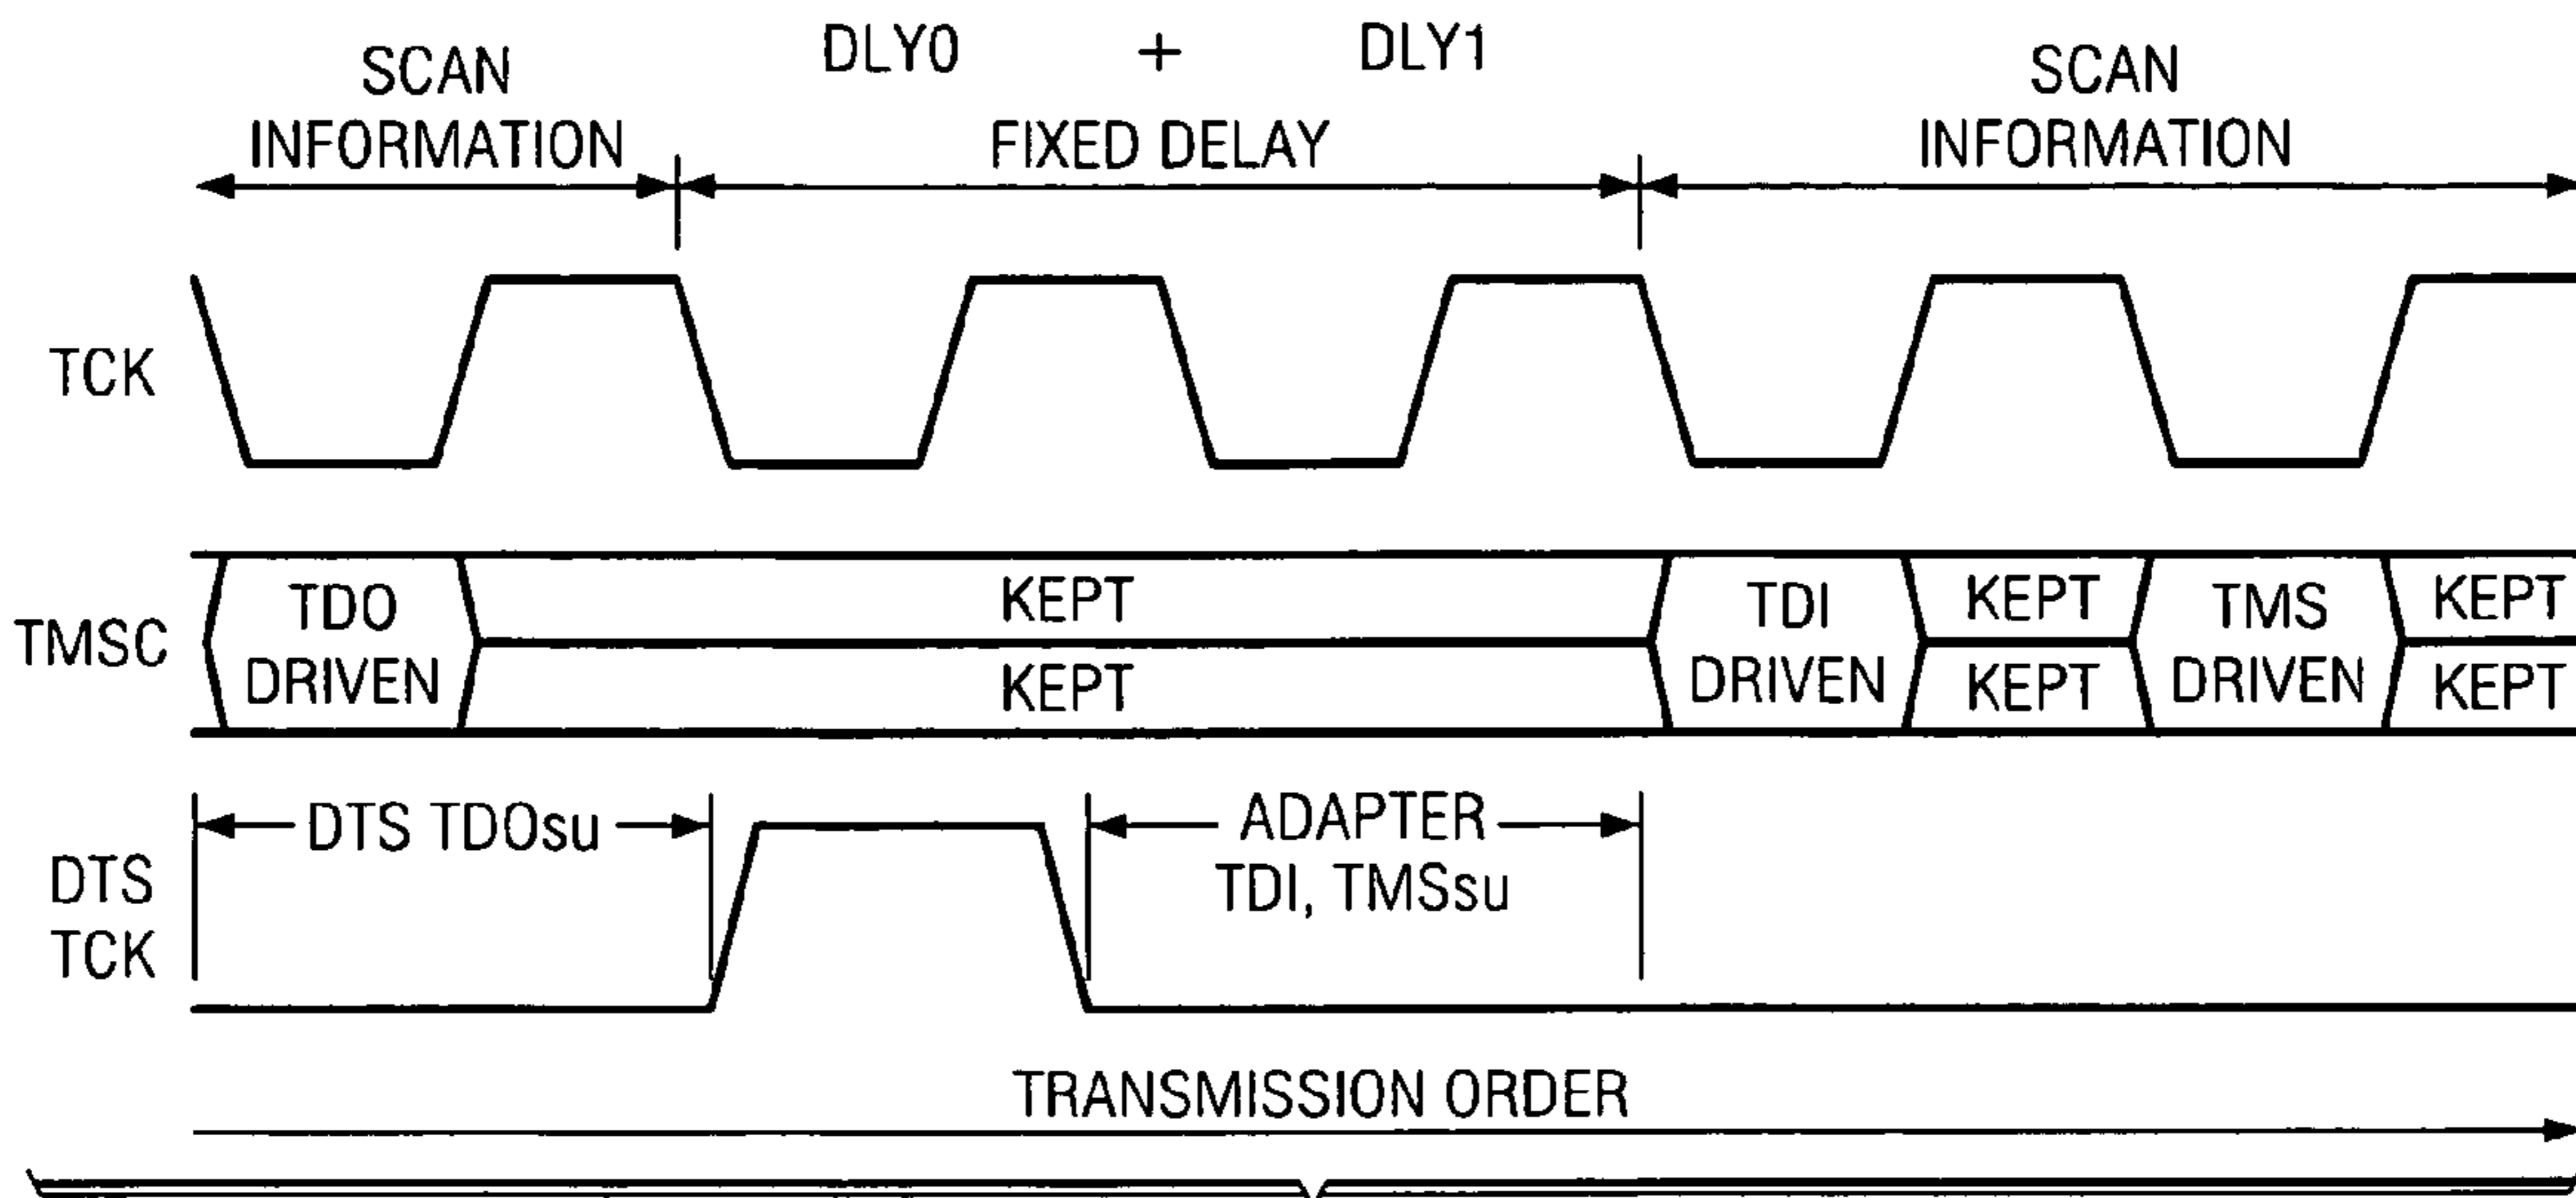 SCAN
INFORMATION
DLY0 + DLY1
FIXED DELAY
SCAN
INFORMATION
TCK
TMSC
TDO
DRIVEN
KEPT
KEPT
TDI
DRIVEN
KEPT
KEPT
TMS
DRIVEN
KEPT
KEPT
DTS
TCK
DTS TDOsu
ADAPTER
TDI, TMSsu
TRANSMISSION ORDER